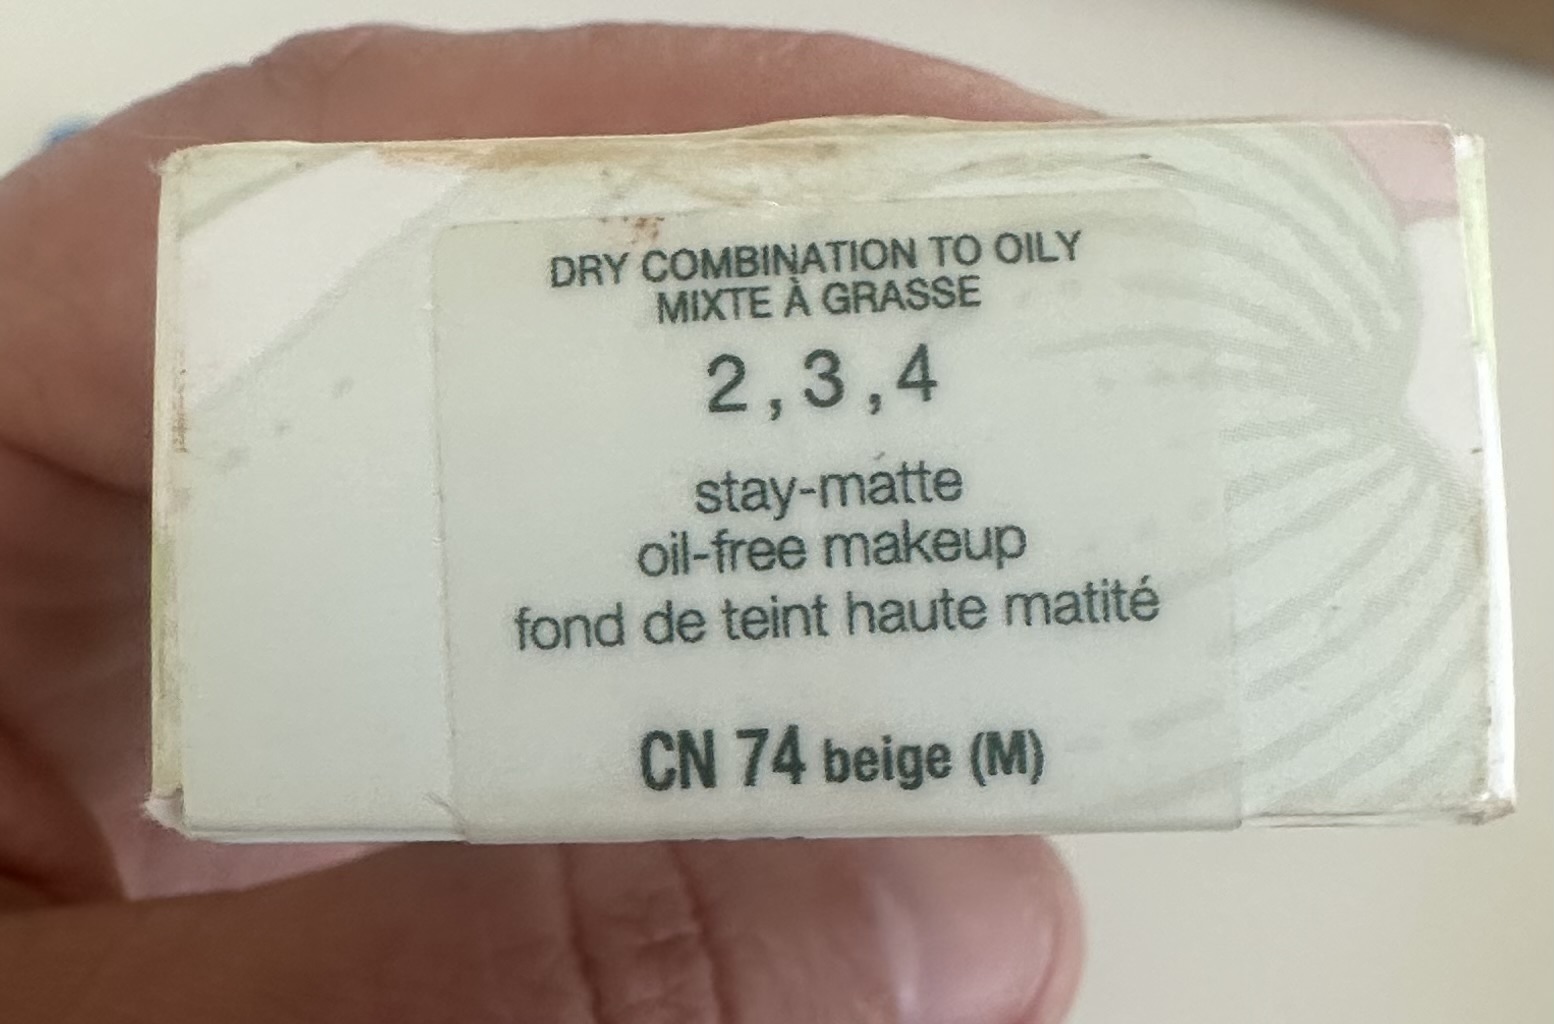 DRY COMBINATION TO OILY
MIXTE À GRASSE
2, 3, 4
stay-matte
oil-free makeup
fond de teint haute matité
CN 74 beige (M)